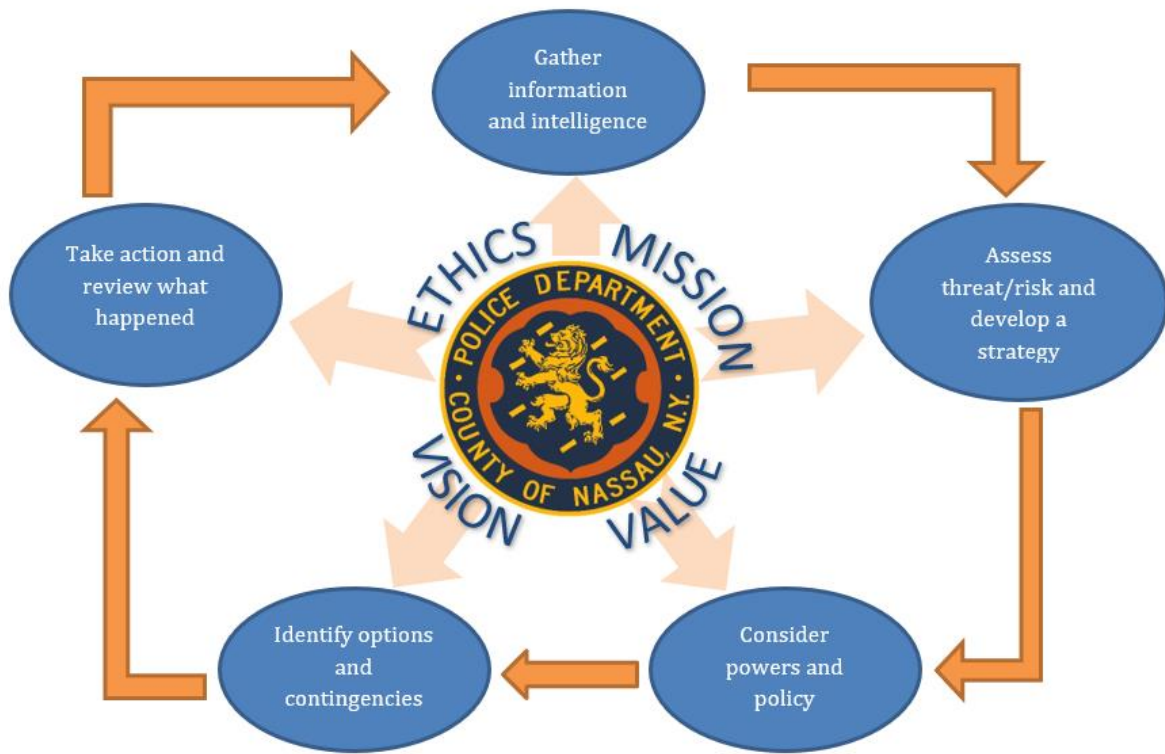 Gather
information
and intelligence
Assess
threat/risk and
develop a
strategy
Consider
powers and
policy
Identify options
and
contingencies
Take action and
review what
happened
ETHICS
MISSION
VALUE
VISION
POLICE DEPARTMENT
COUNTY OF NASSAU, N.Y.